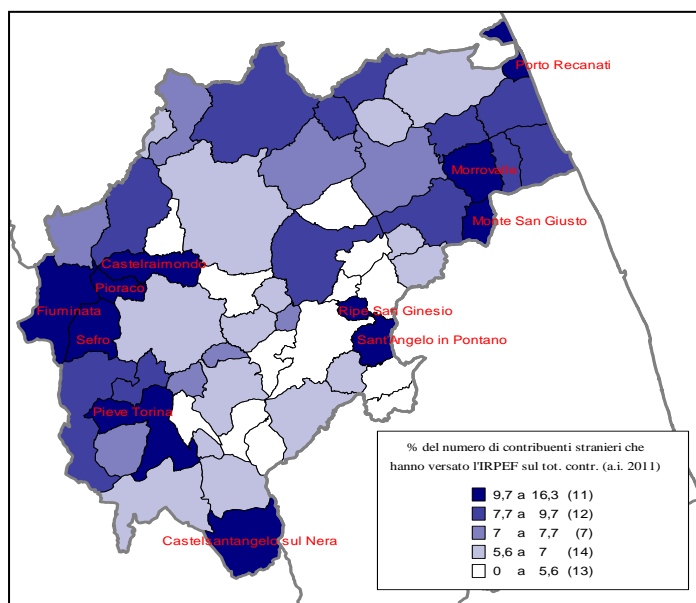 Porto Recanati
Morrovalle
Monte San Giusto
Castelraimondo
Pioraco
Fiuminata
Ripe San Ginesio
Sefro
Sant'Angelo in Pontano
Pieve Torina
Castelsantangelo sul Nera
% del numero di contribuenti stranieri che
hanno versato l'IRPEF sul tot. contr. (a.i. 2011)
9,7 a 16,3 (11)
7,7 a 9,7 (12)
7 a 7,7 (7)
5,6 a 7 (14)
0 a 5,6 (13)